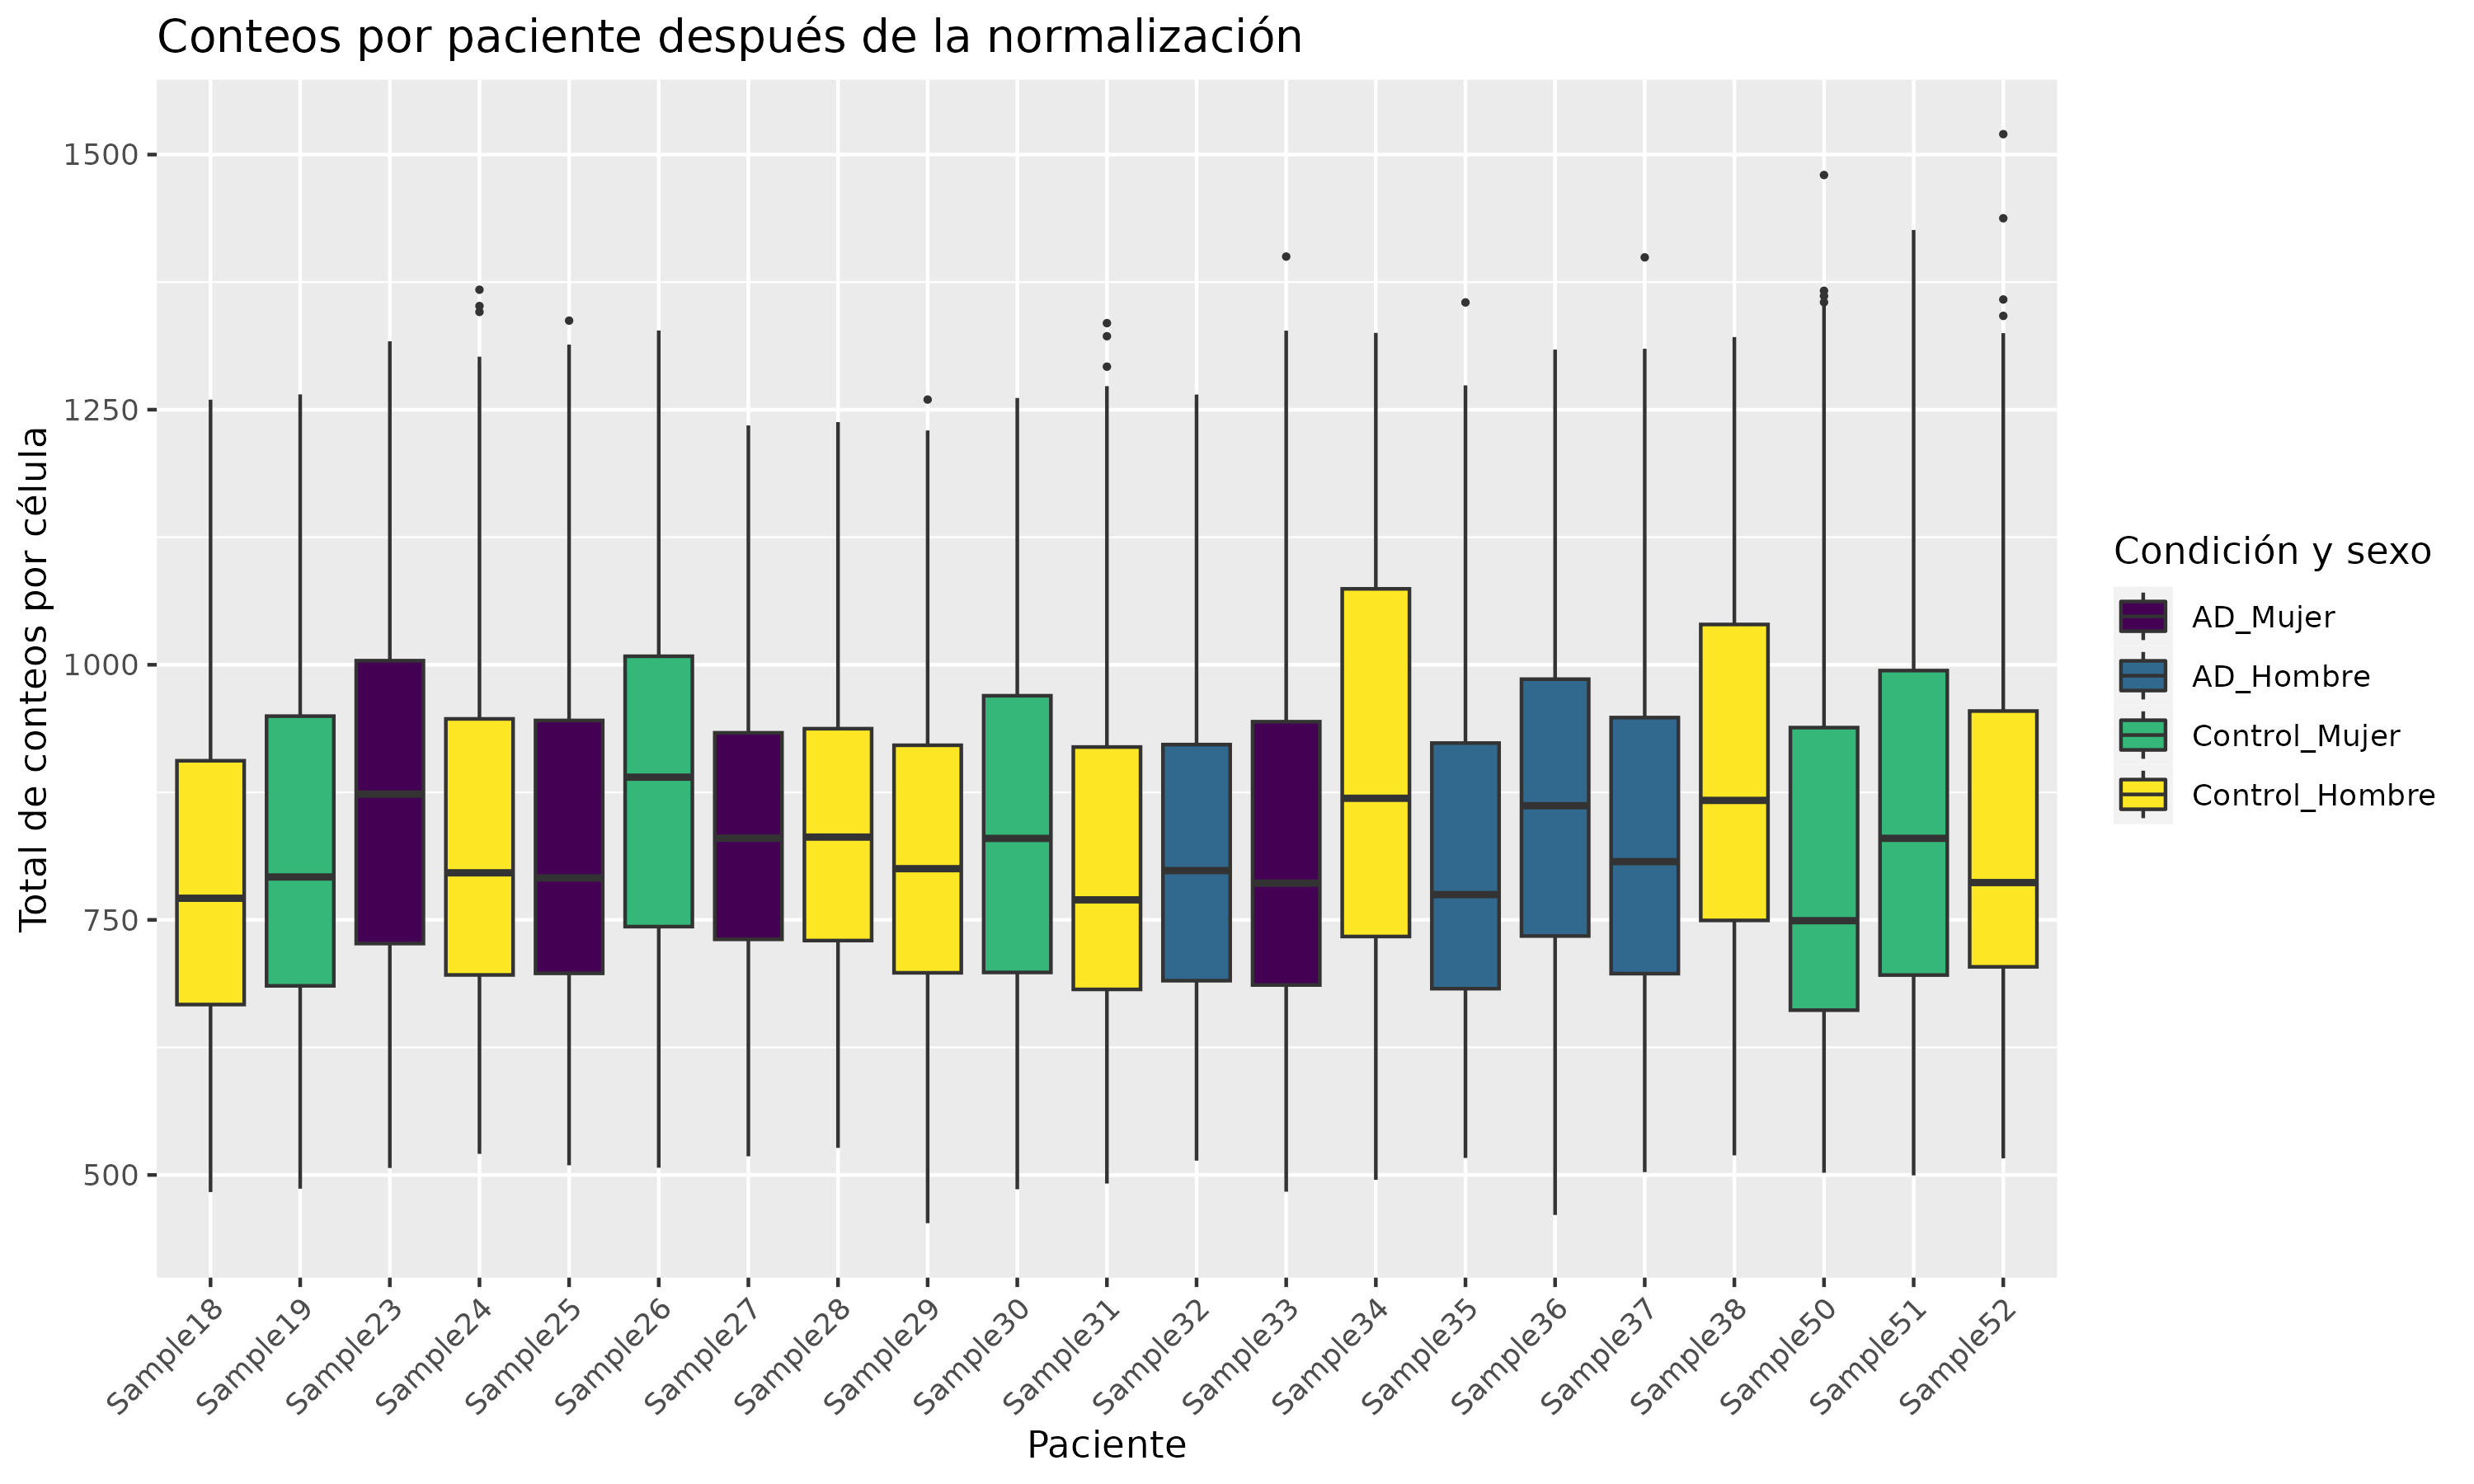 Conteos por paciente después de la normalización
Total de conteos por célula
1500
1250
1000
750
500
Sample18
Sample19
Sample23
Sample24
Sample25
Sample26
Sample27
Sample28
Sample29
Sample30
Sample31
Sample32
Sample33
Sample34
Sample35
Sample36
Sample37
Sample38
Sample50
Sample51
Sample52
Paciente
Condición y sexo
AD_Mujer
AD_Hombre
Control_Mujer
Control_Hombre